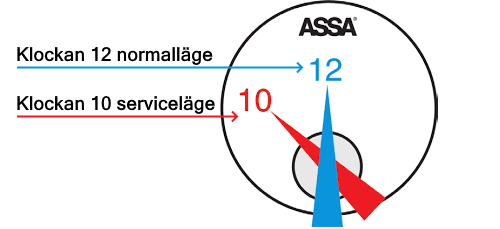 ASSA
Klockan 12 normalläge
12
Klockan 10 serviceläge
10